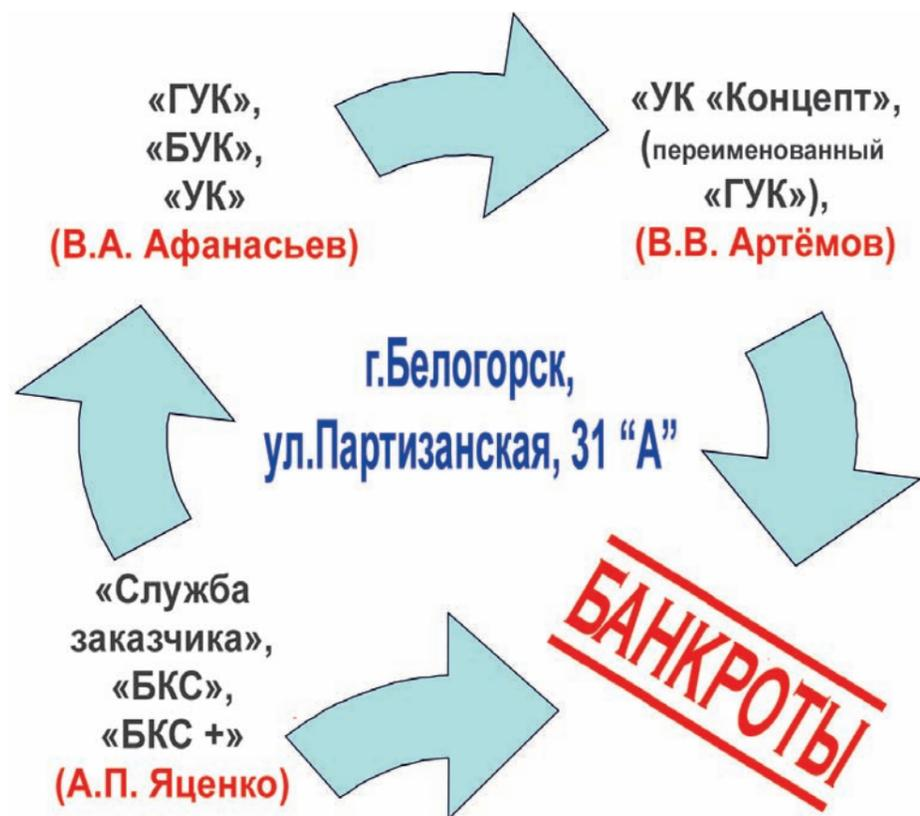 «ГУК»,
«БУК»,
«УК»
(В.А. Афанасьев)
«УК «Концепт»,
(переименованный
«ГУК»),
(В.В. Артёмов)
г.Белогорск,
ул.Партизанская, 31 “А”
«Служба
заказчика»,
«БКС»,
«БКС +»
(А.П. Яценко)
БАНКРОТЫ